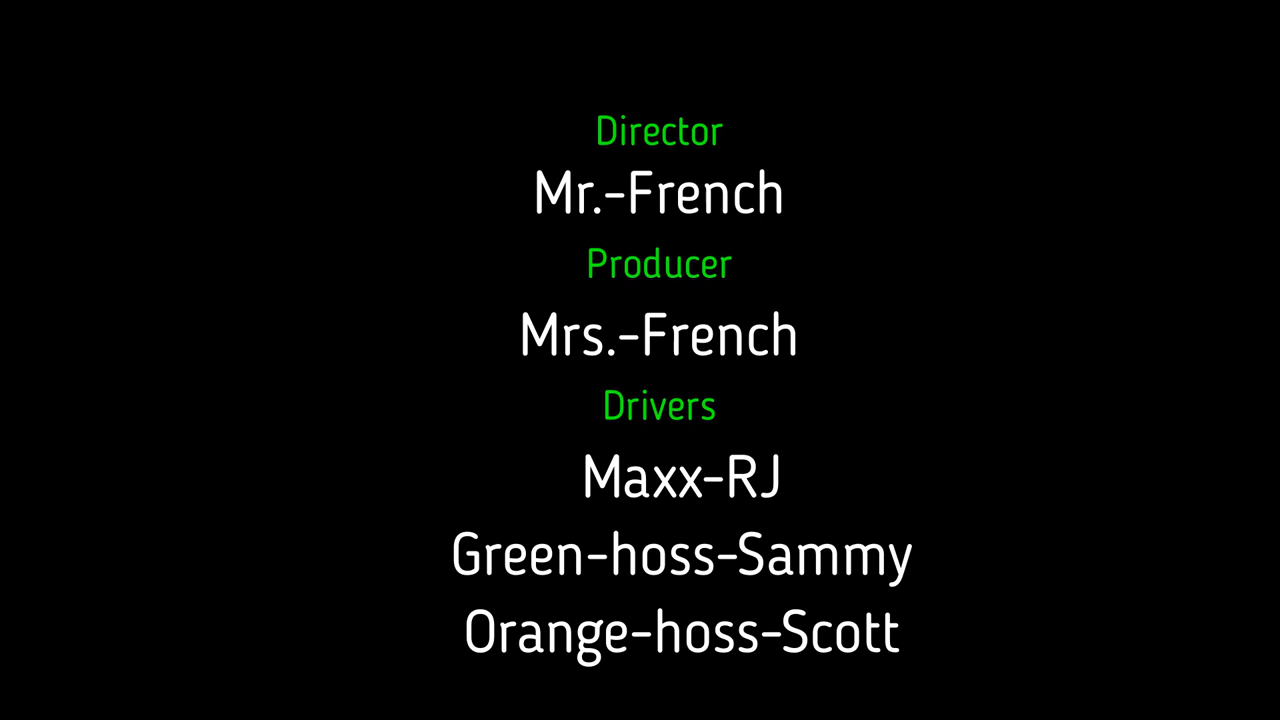 Director
Mr.-French
Producer
Mrs.-French
Drivers
Maxx-RJ
Green-hoss-Sammy
Orange-hoss-Scott